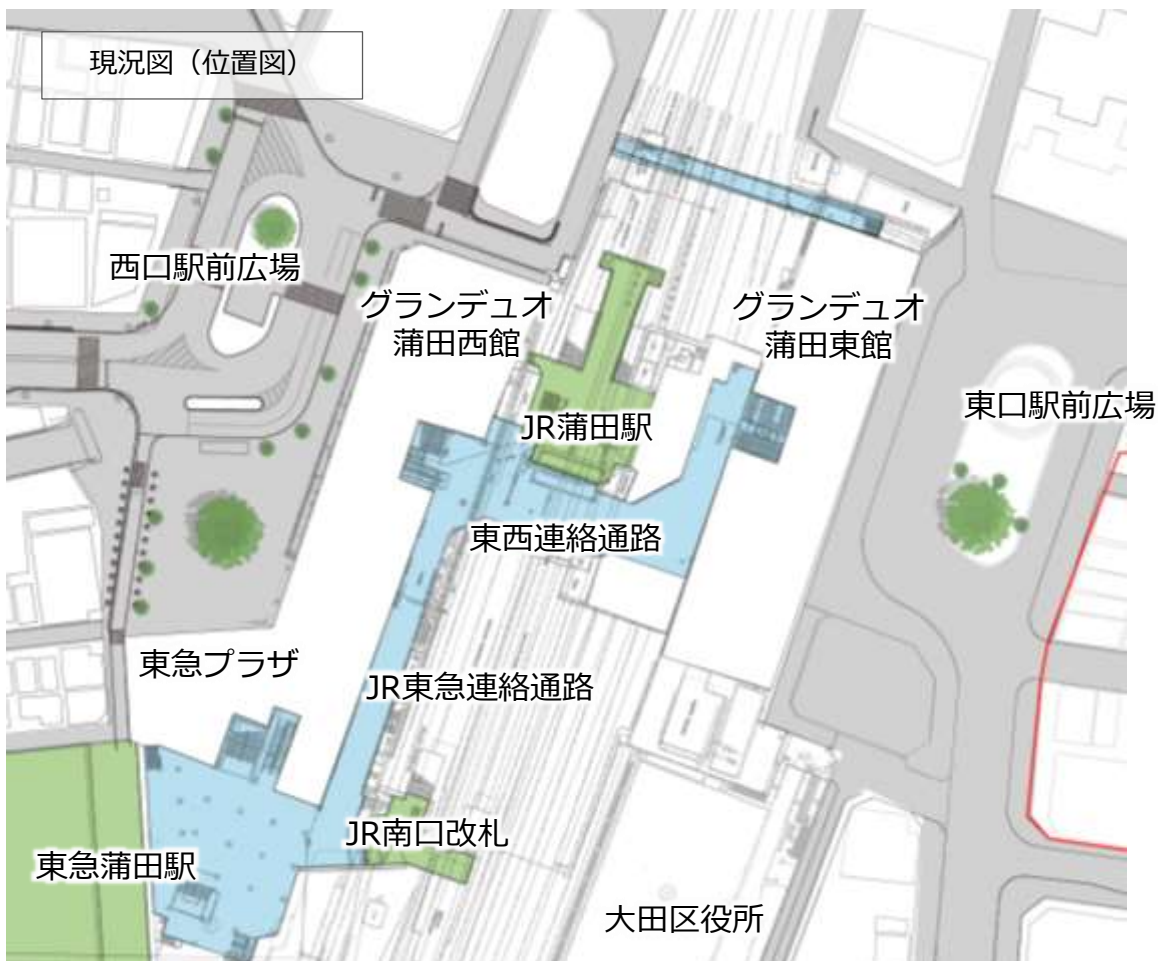 現況図（位置図）
西口駅前広場
グランデュオ
蒲田西館
グランデュオ
蒲田東館
東口駅前広場
JR蒲田駅
東西連絡通路
東急プラザ
JR東急連絡通路
JR南口改札
東急蒲田駅
大田区役所